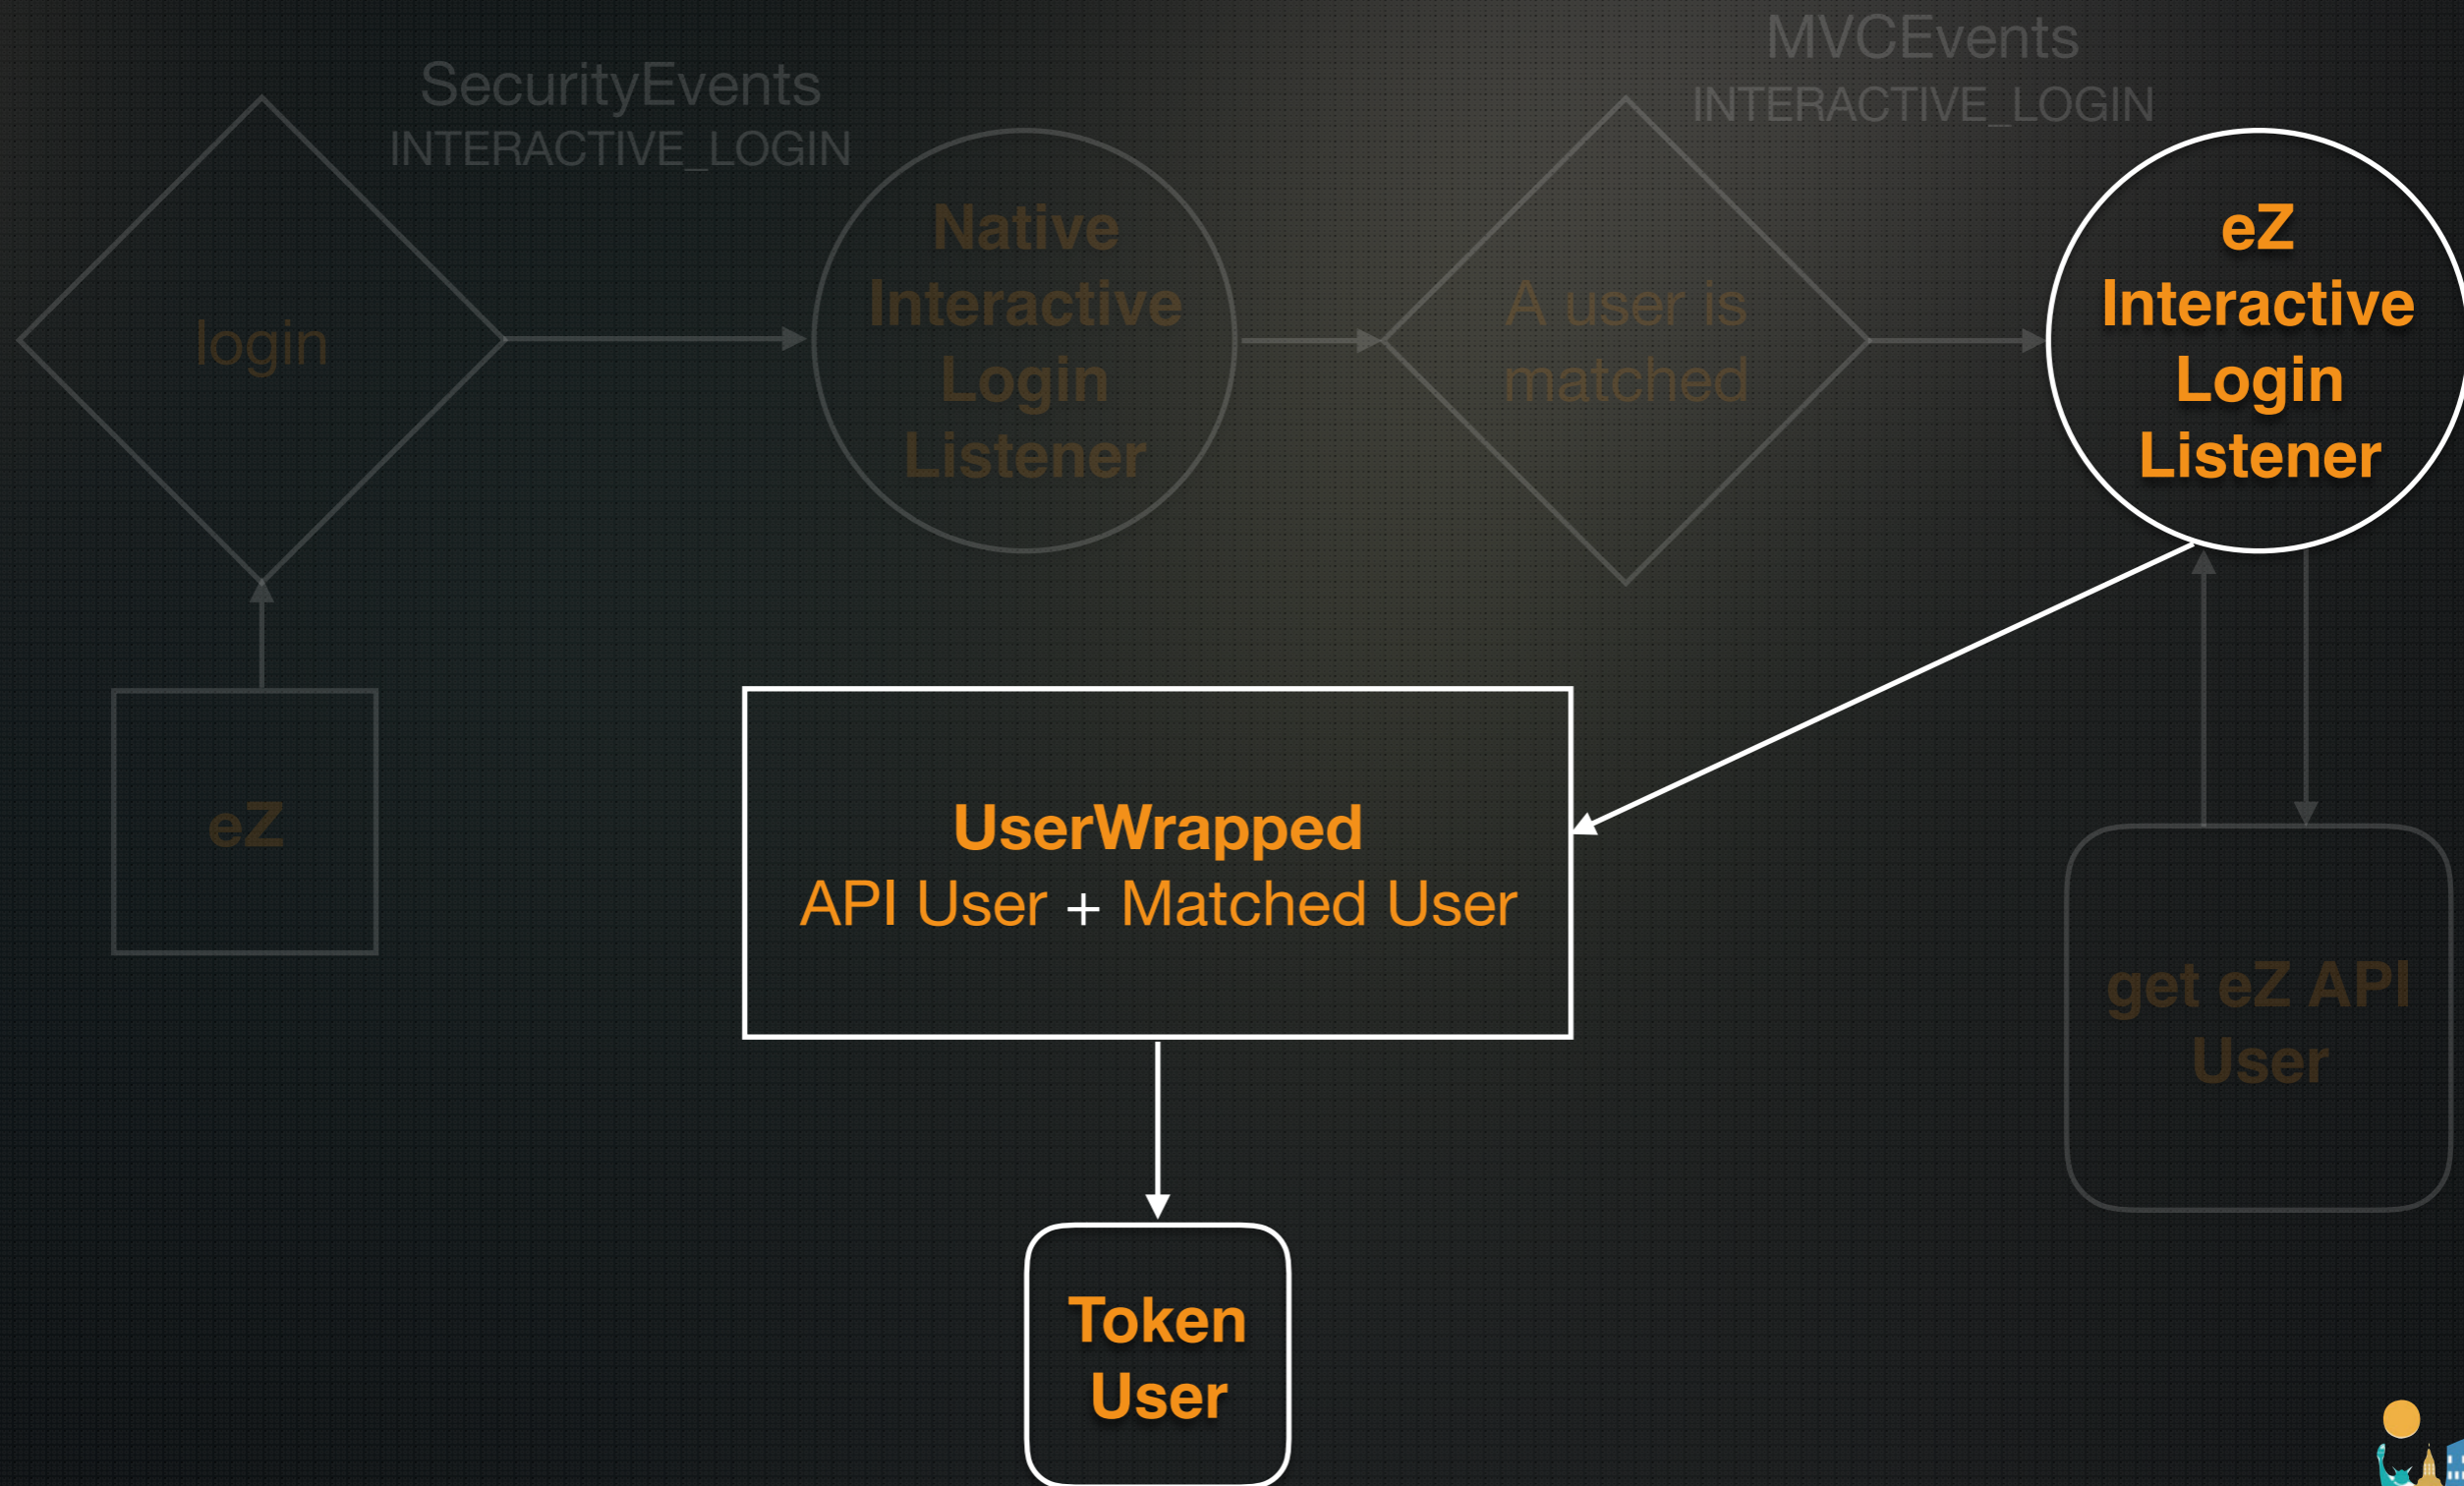 MVCEvents
INTERACTIVE_LOGIN
SecurityEvents
INTERACTIVE_LOGIN
login
Native
Interactive
Login
Listener
A user is
matched
eZ
Interactive
Login
Listener
eZ
UserWrapped
API User + Matched User
get eZ API
User
Token
User